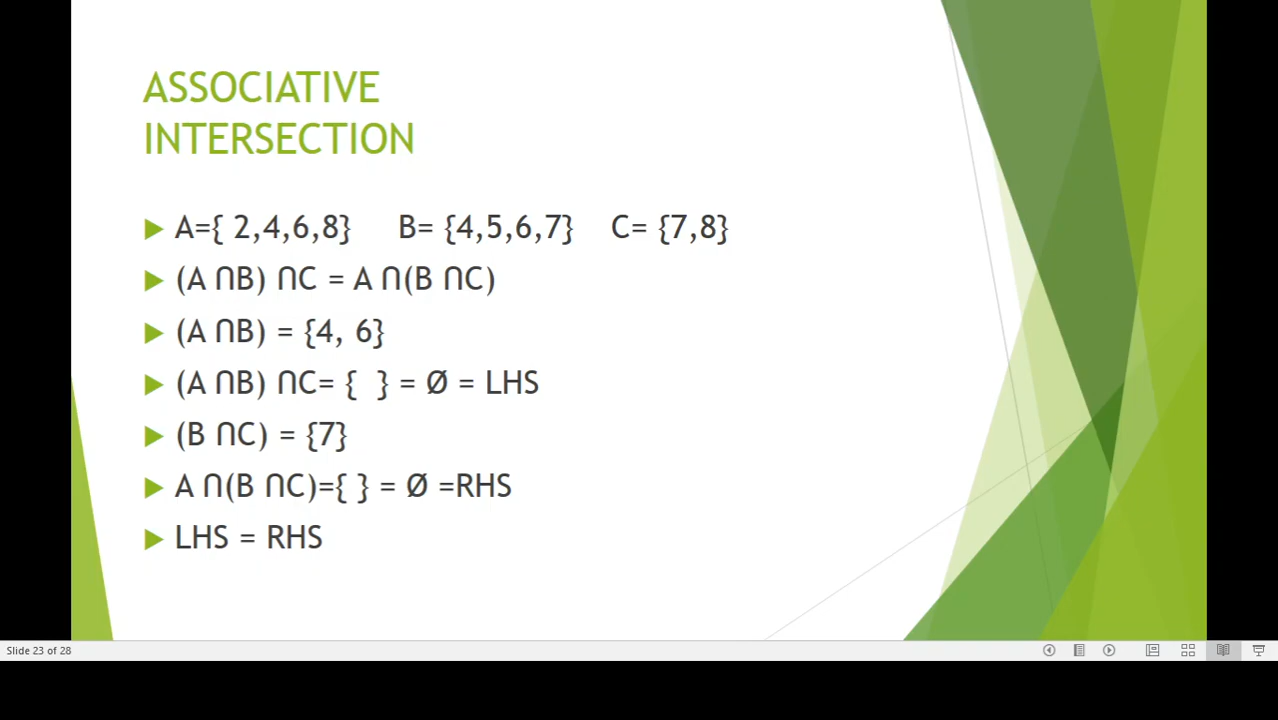 ASSOCIATIVE
INTERSECTION
A={ 2,4,6,8}     B= {4,5,6,7}    C= {7,8}
(A ∩B) ∩C = A ∩(B ∩C)
(A ∩B) = {4, 6}
(A ∩B) ∩C= {  } = Ø = LHS
(B ∩C) = {7}
A ∩(B ∩C)={ } = Ø =RHS
LHS = RHS
Slide 23 of 28